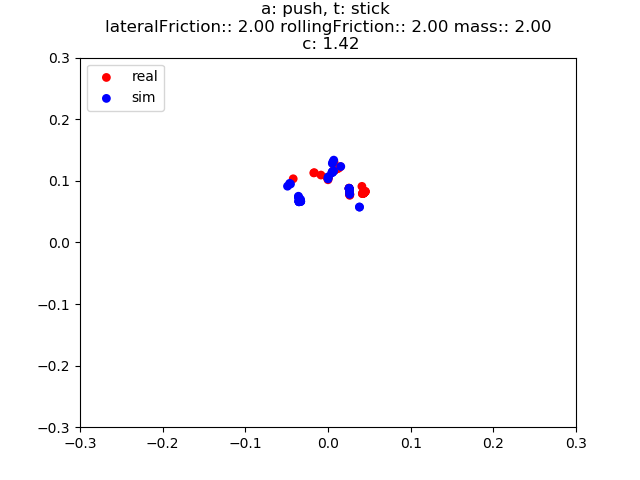 a: push, t: stick
lateralFriction:: 2.00 rollingFriction:: 2.00 mass:: 2.00
c: 1.42
real
sim
0.3
0.2
0.1
0.0
−0.1
−0.2
−0.3
−0.3 −0.2 −0.1 0.0 0.1 0.2 0.3